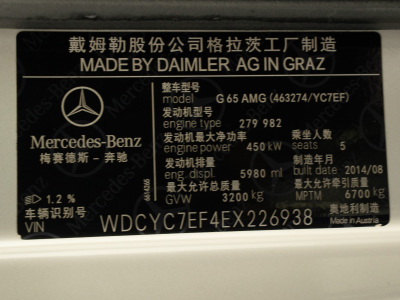 戴姆勒股份公司格拉茨工厂制造
MADE BY DAIMLER AG IN GRAZ
整车型号
model G 65 AMG (463274/YC7EF)
发动机型号
engine type 279 982
发动机最大净功率 乘坐人数
engine power 450 kW seats 5
发动机排量 制造年月
engl. displ. 5980 ml 2014/08
最大允许总质量 最大允许牵引质量
GVW 3200 kg MPTM 6700 kg
Mercedes-Benz
梅赛德斯－奔驰
1.2 %
车辆识别号
VIN WDCYC7EF4EX226938
奥地利制造
Made in Austria